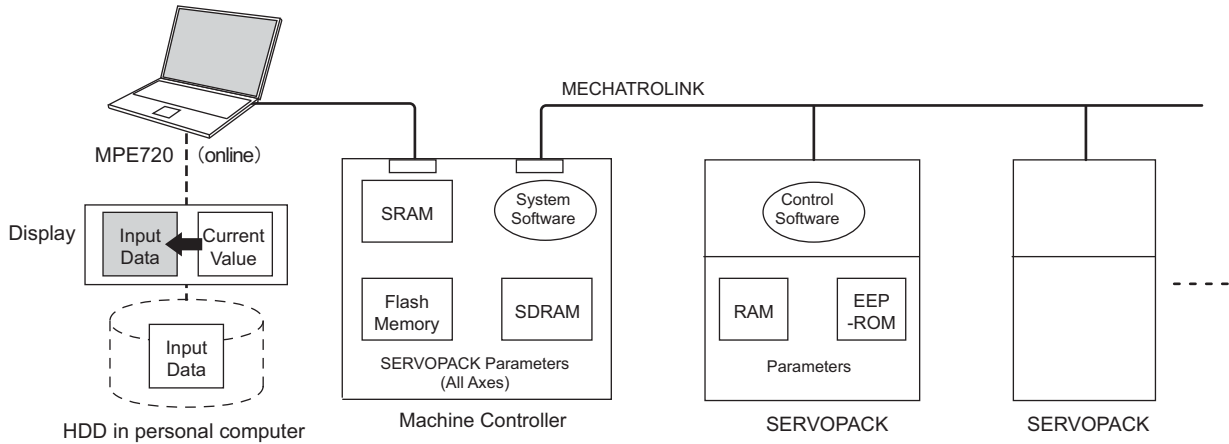 MECHATROLINK
MPE720 (online)
Display
Input
Data
Current
Value
Input
Data
HDD in personal computer
SRAM
System
Software
Flash
Memory
SDRAM
SERVOPACK Parameters
(All Axes)
Machine Controller
Control
Software
RAM
EEP
-ROM
Parameters
SERVOPACK
SERVOPACK